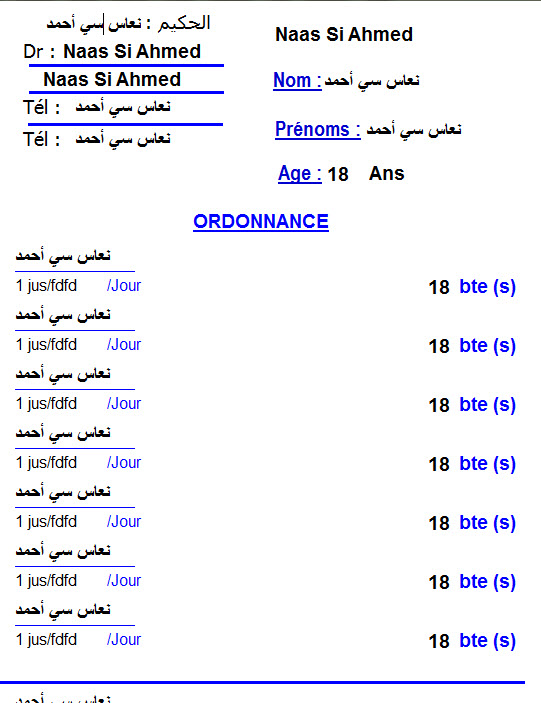 الحكيم : نعاس سي أحمد
Dr : Naas Si Ahmed
Naas Si Ahmed
Tél : نعاس سي أحمد
Tél : نعاس سي أحمد
Naas Si Ahmed
Nom : نعاس سي أحمد
Prénoms : نعاس سي أحمد
Age : 18 Ans
ORDONNANCE
نعاس سي أحمد
1 jus/fdfd /Jour 18 bte (s)
نعاس سي أحمد
1 jus/fdfd /Jour 18 bte (s)
نعاس سي أحمد
1 jus/fdfd /Jour 18 bte (s)
نعاس سي أحمد
1 jus/fdfd /Jour 18 bte (s)
نعاس سي أحمد
1 jus/fdfd /Jour 18 bte (s)
نعاس سي أحمد
1 jus/fdfd /Jour 18 bte (s)
نعاس سي أحمد
1 jus/fdfd /Jour 18 bte (s)
نعاس سي أحمد